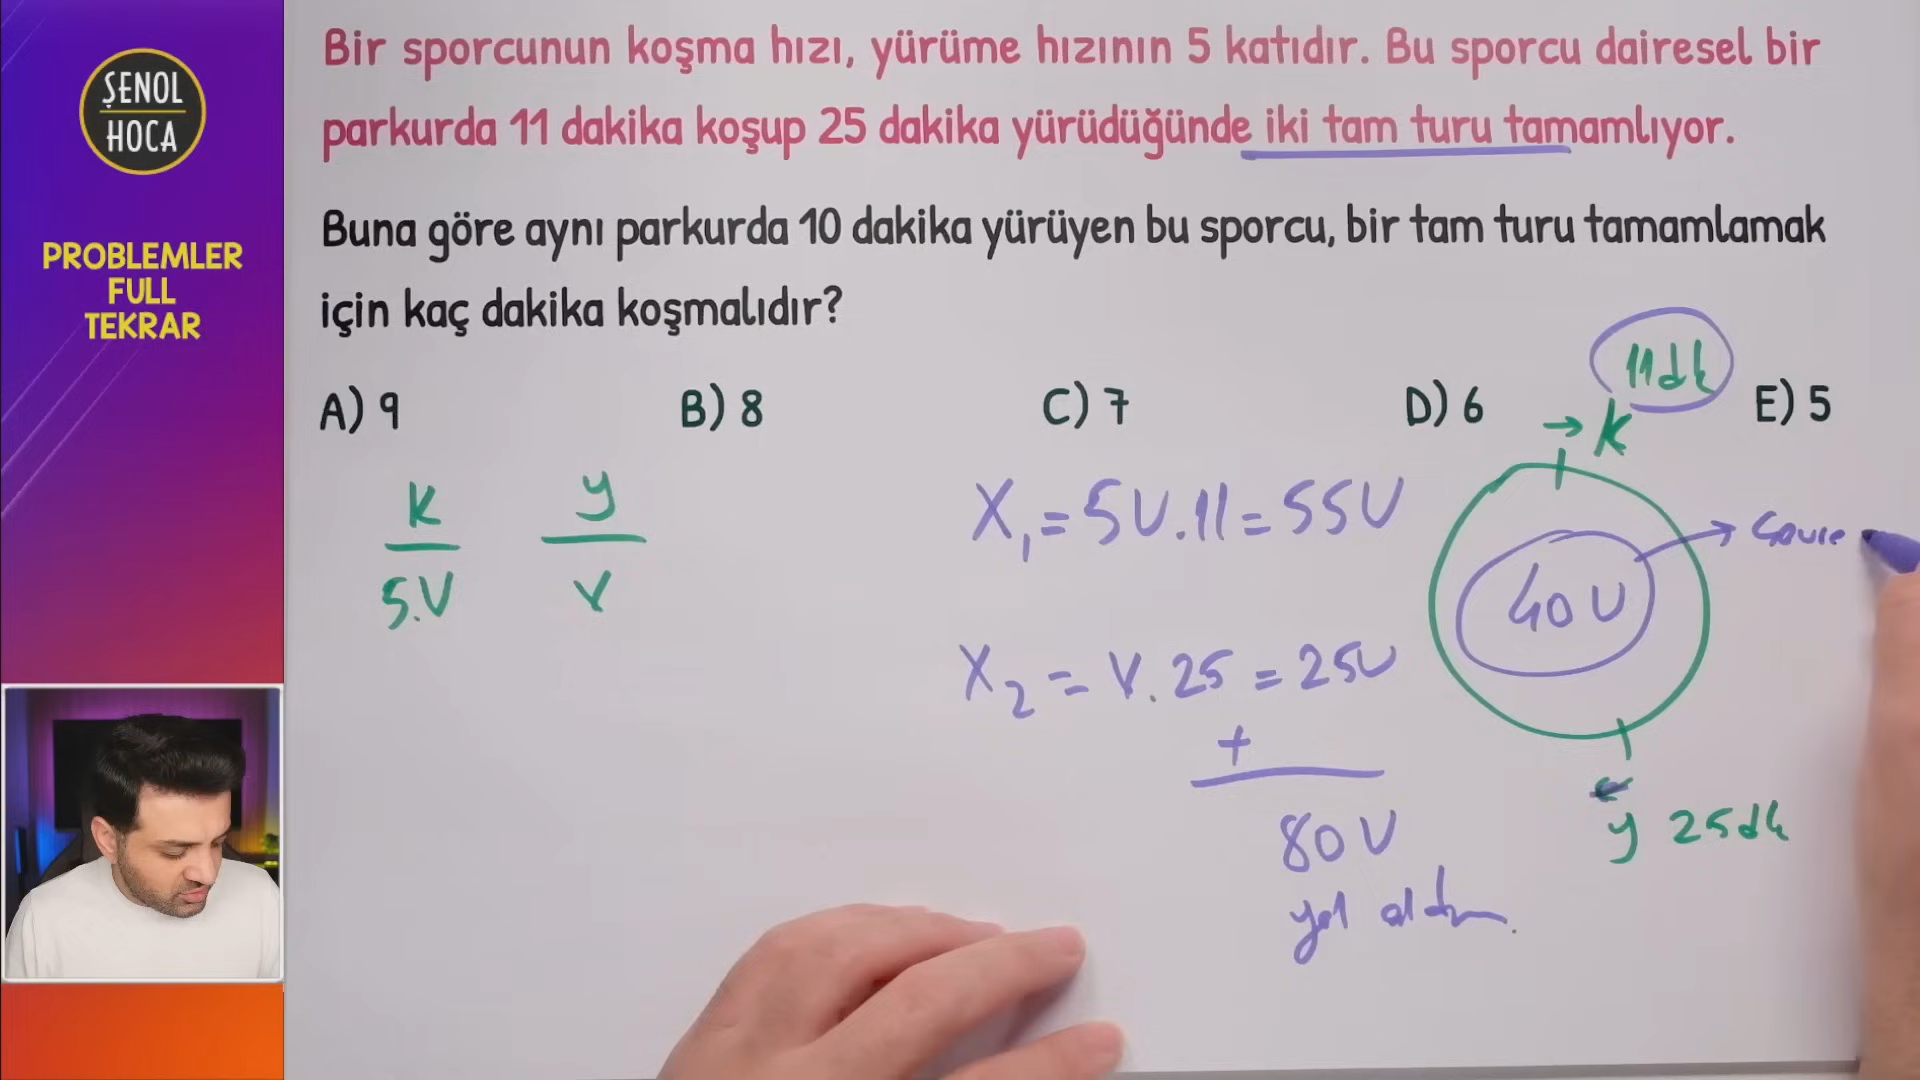 ŞENOL
HOCA
PROBLEMLER
FULL
TEKRAR
Bir sporcunun koşma hızı, yürüme hızının 5 katıdır. Bu sporcu dairesel bir
parkurda 11 dakika koşup 25 dakika yürüdüğünde iki tam turu tamamlıyor.
Buna göre aynı parkurda 10 dakika yürüyen bu sporcu, bir tam turu tamamlamak
için kaç dakika koşmalıdır?
A) 9
B) 8
C) 7
D) 6
E) 5
11dk
→ K
K
5.V
y
V
X₁ = 5V.11 = 55V
40V
→ Çevre
X₂ = V.25 = 25V
+
80V
yol aldım.
y 25dk